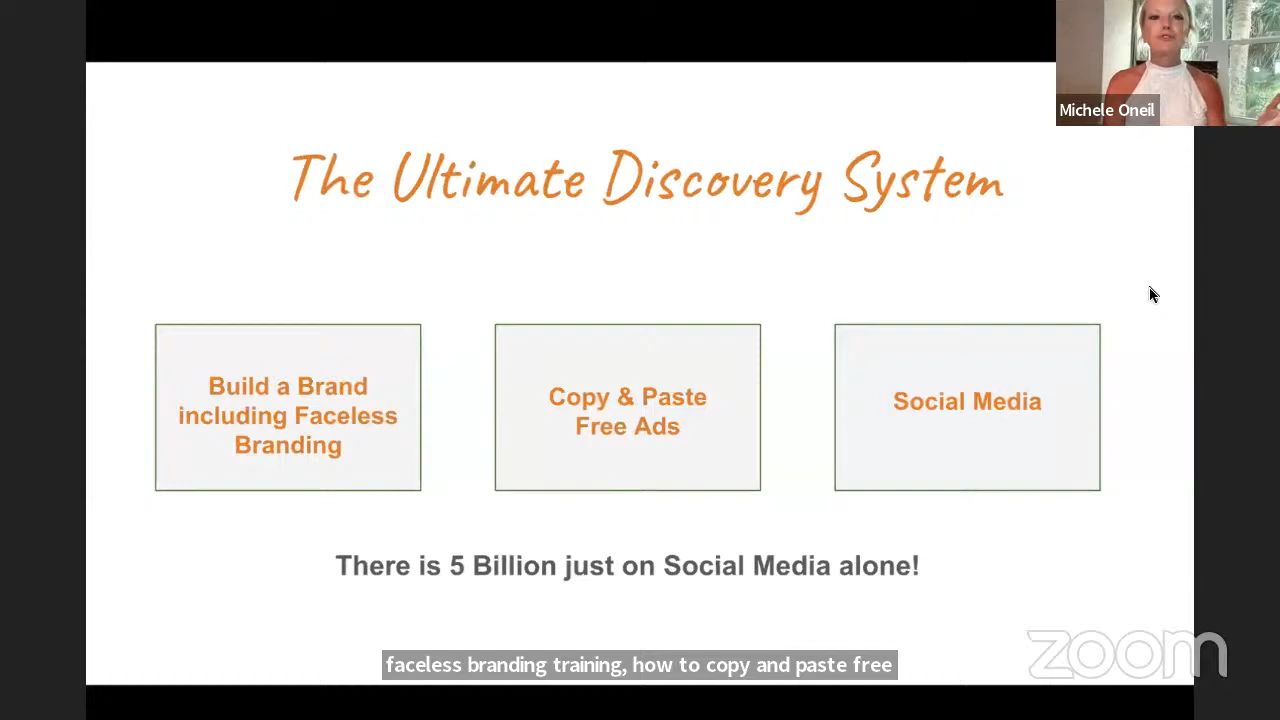 Michele Oneil
The Ultimate Discovery System
Build a Brand
including Faceless
Branding
Copy & Paste
Free Ads
Social Media
There is 5 Billion just on Social Media alone!
faceless branding training, how to copy and paste free
zoom